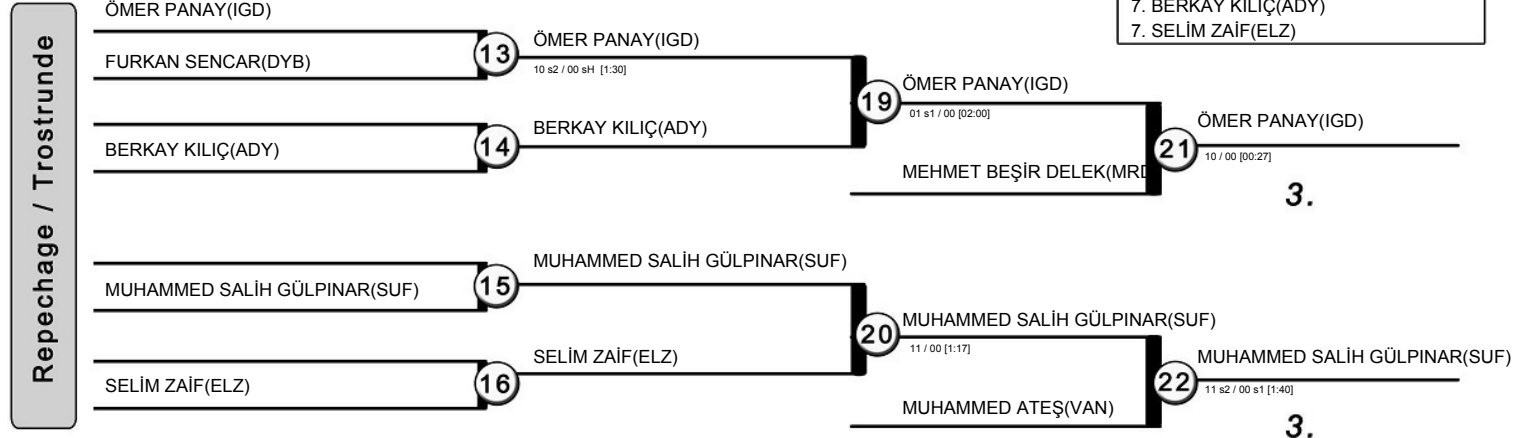 Repechage / Trostrunde
ÖMER PANAY(IGD)
FURKAN SENCAR(DYB)
13
ÖMER PANAY(IGD)
10 s2 / 00 sH [1:30]
BERKAY KILIÇ(ADY)
14
BERKAY KILIÇ(ADY)
19
ÖMER PANAY(IGD)
01 s1 / 00 [02:00]
MEHMET BEŞİR DELEK(MRD
21
ÖMER PANAY(IGD)
10 / 00 [00:27]
3.
MUHAMMED SALİH GÜLPINAR(SUF)
15
MUHAMMED SALİH GÜLPINAR(SUF)
SELİM ZAİF(ELZ)
16
SELİM ZAİF(ELZ)
20
MUHAMMED SALİH GÜLPINAR(SUF)
11 / 00 [1:17]
MUHAMMED ATEŞ(VAN)
22
MUHAMMED SALİH GÜLPINAR(SUF)
11 s2 / 00 s1 [1:40]
3.
7. BERKAY KILIÇ(ADY)
7. SELİM ZAİF(ELZ)